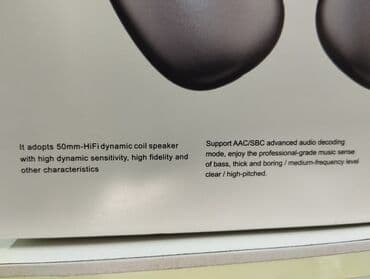 It adopts 50mm-HiFi dynamic coil speaker
with high dynamic sensitivity, high fidelity and
other characteristics
Support AAC/SBC advanced audio decoding
mode, enjoy the professional-grade music sense
of bass, thick and boring / medium-frequency level
clear / high-pitched.